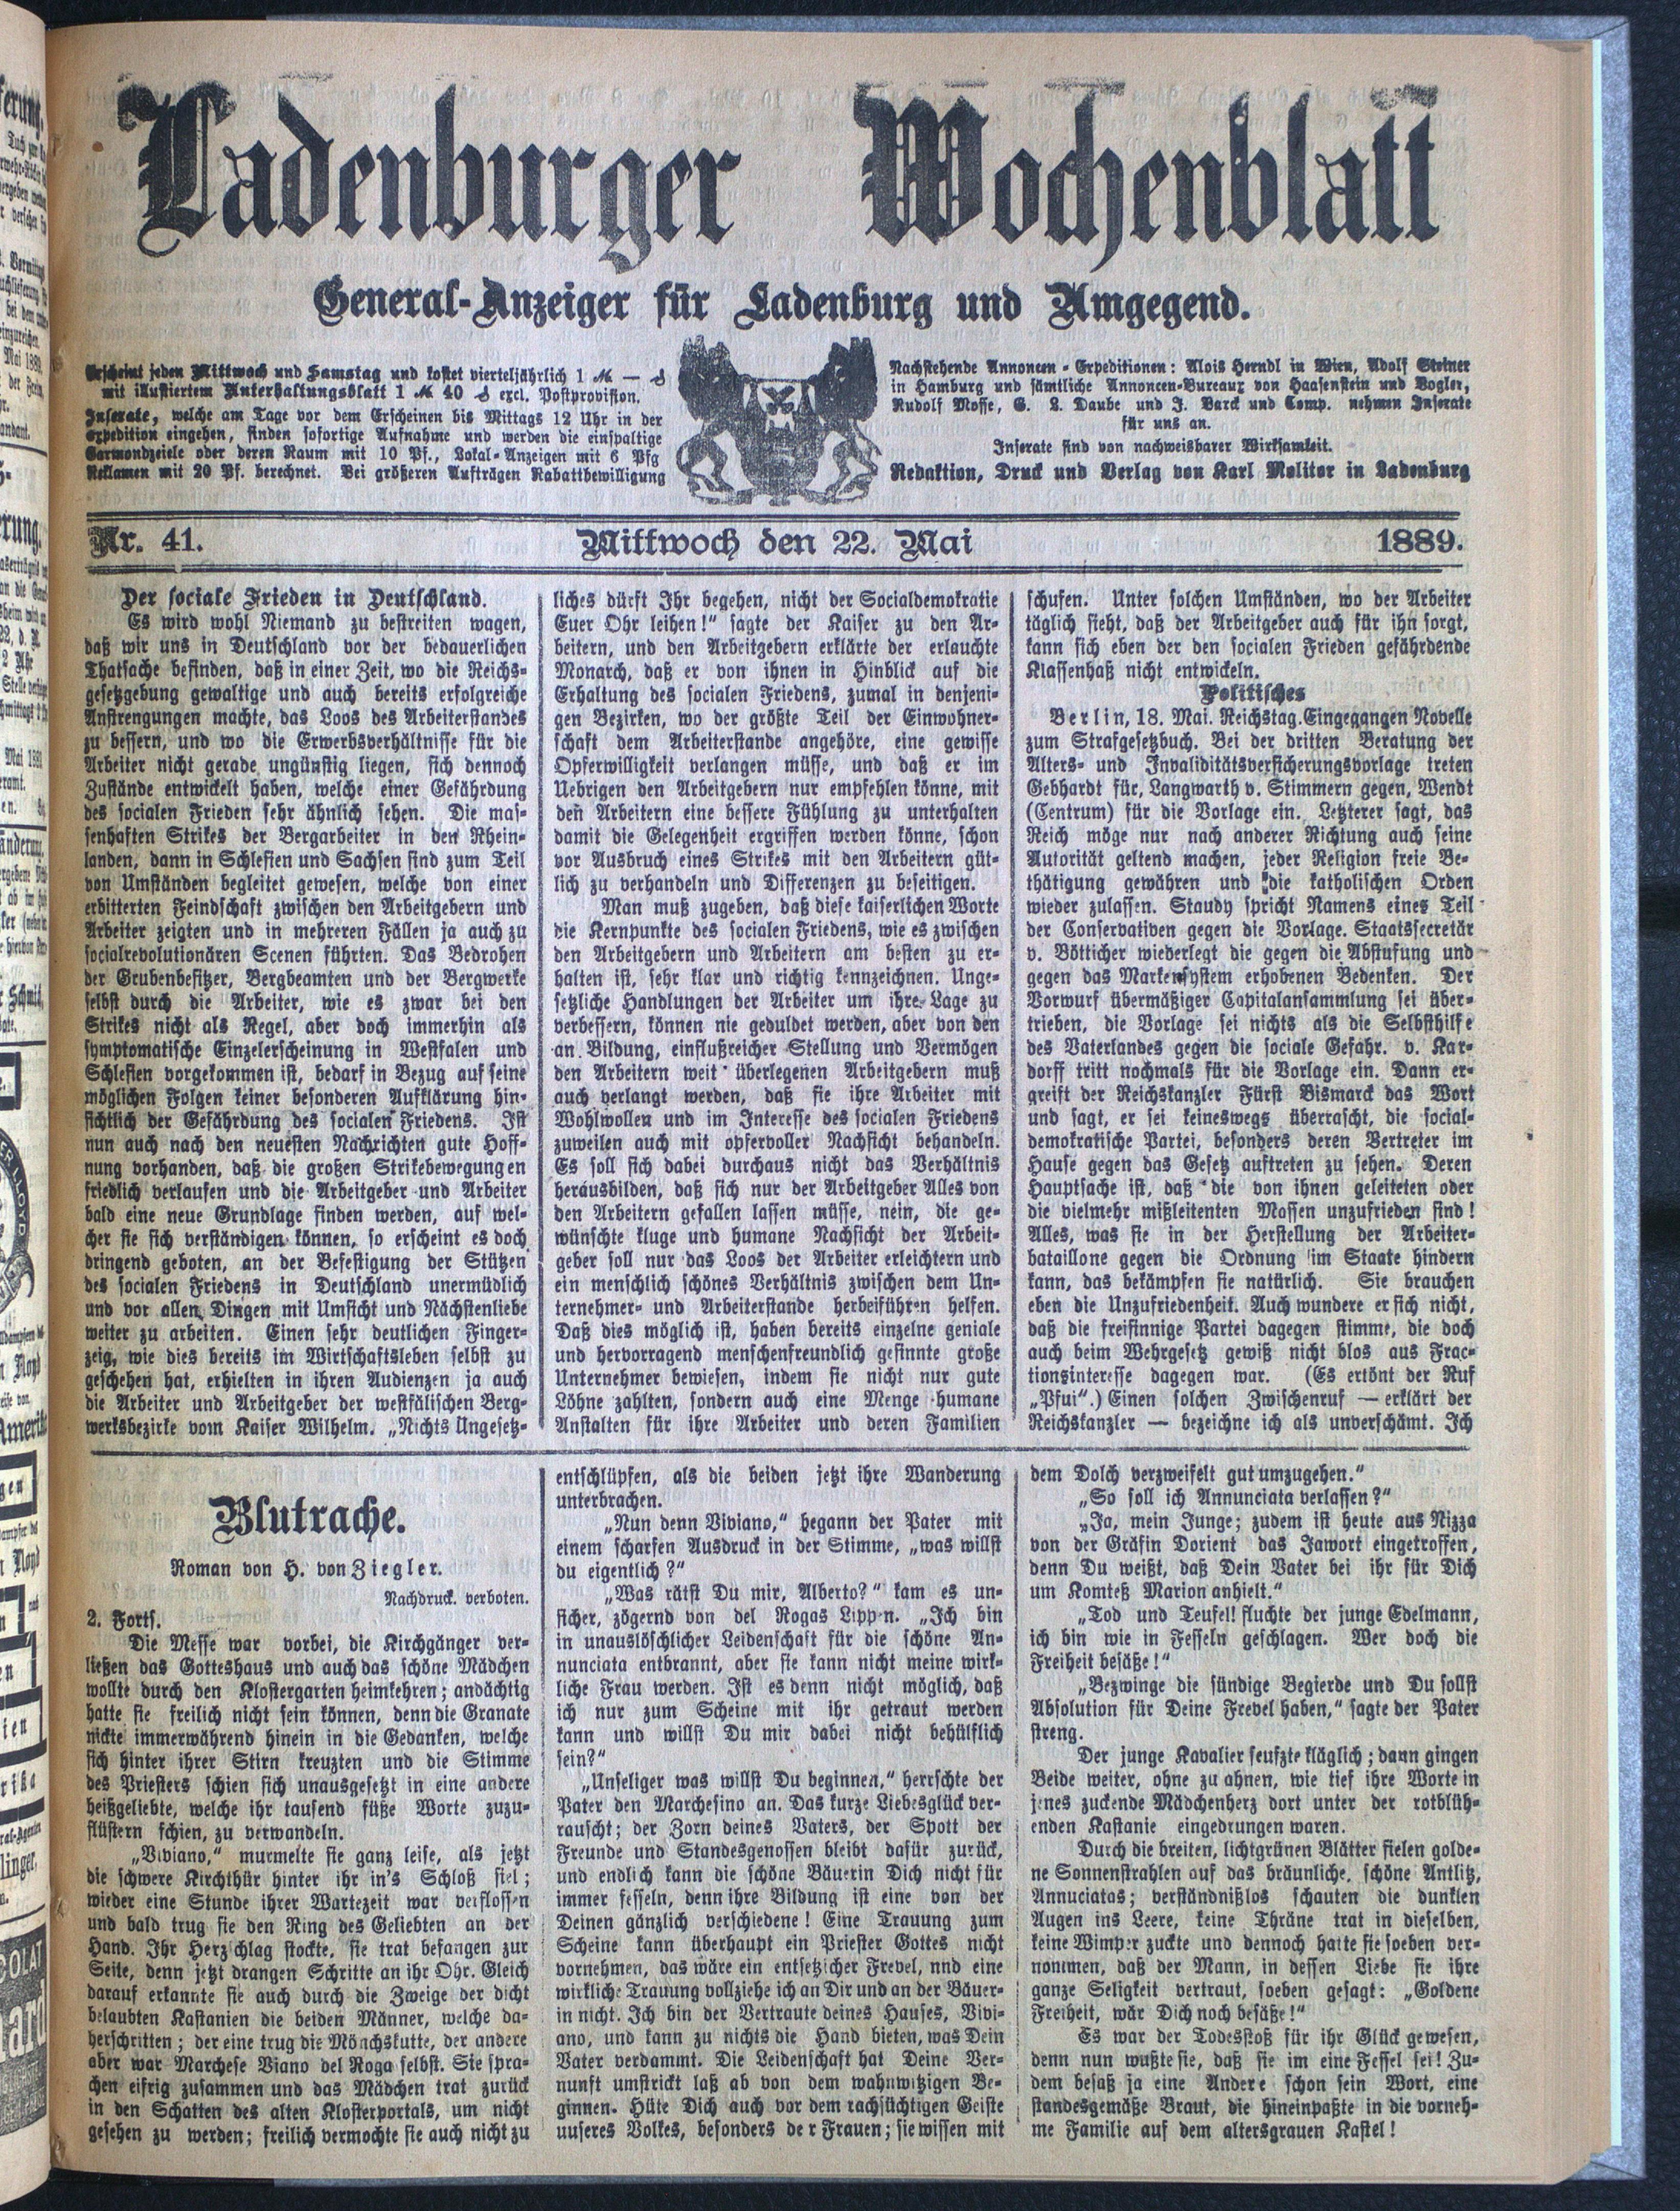 Ladenburger Wochenblatt
General-Anzeiger für Ladenburg und Umgegend.
Erscheint jeden Mittwoch und Samstag und kostet vierteljährlich 1 ℳ — ₰
mit illustriertem Unterhaltungsblatt 1 ℳ 40 ₰ excl. Postprovision.
Inserate, welche am Tage vor dem Erscheinen bis Mittags 12 Uhr in der
Expedition eingehen, finden sofortige Aufnahme und werden die einspaltige
Garmondzeile oder deren Raum mit 10 Pf., Lokal-Anzeigen mit 6 Pfg
Reklamen mit 20 Pf. berechnet. Bei größeren Aufträgen Rabattbewilligung
Nachstehende Annoncen-Expeditionen: Alois Herndl in Wien, Adolf Steiner
in Hamburg und sämtliche Annoncen-Bureaux von Haasenstein und Vogler,
Rudolf Mosse, G. L. Daube und J. Barck und Comp. nehmen Inserate
für uns an.
Inserate sind von nachweisbarer Wirksamkeit.
Redaktion, Druck und Verlag von Karl Molitor in Ladenburg
Nr. 41.
Mittwoch den 22. Mai
1889.
Der sociale Frieden in Deutschland.
Es wird wohl Niemand zu bestreiten wagen,
daß wir uns in Deutschland vor der bedauerlichen
Thatsache befinden, daß in einer Zeit, wo die Reichs-
gesetzgebung gewaltige und auch bereits erfolgreiche
Anstrengungen machte, das Loos des Arbeiterstandes
zu bessern, und wo die Erwerbsverhältnisse für die
Arbeiter nicht gerade ungünstig liegen, sich dennoch
Zustände entwickelt haben, welche einer Gefährdung
des socialen Frieden sehr ähnlich sehen. Die mas-
senhaften Strikes der Bergarbeiter in den Rhein-
landen, dann in Schlesien und Sachsen sind zum Teil
von Umständen begleitet gewesen, welche von einer
erbitterten Feindschaft zwischen den Arbeitgebern und
Arbeiter zeigten und in mehreren Fällen ja auch zu
socialrevolutionären Scenen führten. Das Bedrohen
der Grubenbesitzer, Bergbeamten und der Bergwerke
selbst durch die Arbeiter, wie es zwar bei den
Strikes nicht als Regel, aber doch immerhin als
symptomatische Einzelerscheinung in Westfalen und
Schlesien vorgekommen ist, bedarf in Bezug auf seine
möglichen Folgen keiner besonderen Aufklärung hin-
sichtlich der Gefährdung des socialen Friedens. Ist
nun auch nach den neuesten Nachrichten gute Hoff-
nung vorhanden, daß die großen Strikebewegungen
friedlich verlaufen und die Arbeitgeber und Arbeiter
bald eine neue Grundlage finden werden, auf wel-
cher sie sich verständigen können, so erscheint es doch
dringend geboten, an der Befestigung der Stützen
des socialen Friedens in Deutschland unermüdlich
und vor allen Dingen mit Umsicht und Nächstenliebe
weiter zu arbeiten. Einen sehr deutlichen Finger-
zeig, wie dies bereits im Wirtschaftsleben selbst zu
geschehen hat, erhielten in ihren Audienzen ja auch
die Arbeiter und Arbeitgeber der westfälischen Berg-
werksbezirke vom Kaiser Wilhelm. „Nichts Ungesetz-
liches dürft Ihr begehen, nicht der Socialdemokratie
Euer Ohr leihen!“ sagte der Kaiser zu den Ar-
beitern, und den Arbeitgebern erklärte der erlauchte
Monarch, daß er von ihnen in Hinblick auf die
Erhaltung des socialen Friedens, zumal in denjeni-
gen Bezirken, wo der größte Teil der Einwohner-
schaft dem Arbeiterstande angehöre, eine gewisse
Opferwilligkeit verlangen müsse, und daß er im
Uebrigen den Arbeitgebern nur empfehlen könne, mit
den Arbeitern eine bessere Fühlung zu unterhalten
damit die Gelegenheit ergriffen werden könne, schon
vor Ausbruch eines Strikes mit den Arbeitern güt-
lich zu verhandeln und Differenzen zu beseitigen.
Man muß zugeben, daß diese kaiserlichen Worte
die Kernpunkte des socialen Friedens, wie es zwischen
den Arbeitgebern und Arbeitern am besten zu er-
halten ist, sehr klar und richtig kennzeichnen. Unge-
setzliche Handlungen der Arbeiter um ihre Lage zu
verbessern, können nie geduldet werden, aber von den
an Bildung, einflußreicher Stellung und Vermögen
den Arbeitern weit überlegenen Arbeitgebern muß
auch verlangt werden, daß sie ihre Arbeiter mit
Wohlwollen und im Interesse des socialen Friedens
zuweilen auch mit opfervoller Nachsicht behandeln.
Es soll sich dabei durchaus nicht das Verhältnis
herausbilden, daß sich nur der Arbeitgeber Alles von
den Arbeitern gefallen lassen müsse, nein, die ge-
wünschte kluge und humane Nachsicht der Arbeit-
geber soll nur das Loos der Arbeiter erleichtern und
ein menschlich schönes Verhältnis zwischen dem Un-
ternehmer- und Arbeiterstande herbeiführen helfen.
Daß dies möglich ist, haben bereits einzelne geniale
und hervorragend menschenfreundlich gesinnte große
Unternehmer bewiesen, indem sie nicht nur gute
Löhne zahlten, sondern auch eine Menge humane
Anstalten für ihre Arbeiter und deren Familien
schufen. Unter solchen Umständen, wo der Arbeiter
täglich sieht, daß der Arbeitgeber auch für ihn sorgt,
kann sich eben der den socialen Frieden gefährdende
Klassenhaß nicht entwickeln.
Politisches
Berlin, 18. Mai. Reichstag. Eingegangen Novelle
zum Strafgesetzbuch. Bei der dritten Beratung der
Alters- und Invaliditätsversicherungsvorlage treten
Gebhardt für, Langwarth v. Stimmern gegen, Wendt
(Centrum) für die Vorlage ein. Letzterer sagt, das
Reich möge nur nach anderer Richtung auch seine
Autorität geltend machen, jeder Religion freie Be-
thätigung gewähren und die katholischen Orden
wieder zulassen. Staudy spricht Namens eines Teil
der Conservativen gegen die Vorlage. Staatssecretär
v. Bötticher wiederlegt die gegen die Abstufung und
gegen das Markensystem erhobenen Bedenken. Der
Vorwurf übermäßiger Capitalansammlung sei über-
trieben, die Vorlage sei nichts als die Selbsthilfe
des Vaterlandes gegen die sociale Gefahr. v. Kar-
dorff tritt nochmals für die Vorlage ein. Dann er-
greift der Reichskanzler Fürst Bismarck das Wort
und sagt, er sei keineswegs überrascht, die social-
demokratische Partei, besonders deren Vertreter im
Hause gegen das Gesetz auftreten zu sehen. Deren
Hauptsache ist, daß die von ihnen geleiteten oder
die vielmehr mißleitenten Massen unzufrieden sind!
Alles, was sie in der Herstellung der Arbeiter-
bataillone gegen die Ordnung im Staate hindern
kann, das bekämpfen sie natürlich. Sie brauchen
eben die Unzufriedenheit. Auch wundere er sich nicht,
daß die freisinnige Partei dagegen stimme, die doch
auch beim Wehrgesetz gewiß nicht blos aus Frac-
tionsinteresse dagegen war. (Es ertönt der Ruf
„Pfui“.) Einen solchen Zwischenruf — erklärt der
Reichskanzler — bezeichne ich als unverschämt. Ich
Blutrache.
Roman von H. von Ziegler.
Nachdruck. verboten.
2. Forts.
Die Messe war vorbei, die Kirchgänger ver-
ließen das Gotteshaus und auch das schöne Mädchen
wollte durch den Klostergarten heimkehren; andächtig
hatte sie freilich nicht sein können, denn die Granate
nickte immerwährend hinein in die Gedanken, welche
sich hinter ihrer Stirn kreuzten und die Stimme
des Priesters schien sich unausgesetzt in eine andere
heißgeliebte, welche ihr tausend süße Worte zuzu-
flüstern schien, zu verwandeln.
„Viviano,“ murmelte sie ganz leise, als jetzt
die schwere Kirchthür hinter ihr in's Schloß fiel;
wieder eine Stunde ihrer Wartezeit war verflossen
und bald trug sie den Ring des Geliebten an der
Hand. Ihr Herzschlag stockte, sie trat befangen zur
Seite, denn jetzt drangen Schritte an ihr Ohr. Gleich
darauf erkannte sie auch durch die Zweige der dicht
belaubten Kastanien die beiden Männer, welche da-
herschritten; der eine trug die Mönchskutte, der andere
aber war Marchese Viano del Roga selbst. Sie spra-
chen eifrig zusammen und das Mädchen trat zurück
in den Schatten des alten Klosterportals, um nicht
gesehen zu werden; freilich vermochte sie auch nicht zu
entschlüpfen, als die beiden jetzt ihre Wanderung
unterbrachen.
„Nun denn Viviano,“ begann der Pater mit
einem scharfen Ausdruck in der Stimme, „was willst
du eigentlich?“
„Was rätst Du mir, Alberto?“ kam es un-
sicher, zögernd von del Rogas Lippen. „Ich bin
in unauslöschlicher Leidenschaft für die schöne An-
nunciata entbrannt, aber sie kann nicht meine wirk-
liche Frau werden. Ist es denn nicht möglich, daß
ich nur zum Scheine mit ihr getraut werden
kann und willst Du mir dabei nicht behülflich
sein?“
„Unseliger was willst Du beginnen,“ herrschte der
Pater den Marchesino an. Das kurze Liebesglück ver-
rauscht; der Zorn deines Vaters, der Spott der
Freunde und Standesgenossen bleibt dafür zurück,
und endlich kann die schöne Bäuerin Dich nicht für
immer fesseln, denn ihre Bildung ist eine von der
Deinen gänzlich verschiedene! Eine Trauung zum
Scheine kann überhaupt ein Priester Gottes nicht
vornehmen, das wäre ein entsetzicher Frevel, nnd eine
wirkliche Trauung vollziehe ich an Dir und an der Bäuer-
in nicht. Ich bin der Vertraute deines Hauses, Vivi-
ano, und kann zu nichts die Hand bieten, was Dein
Vater verdammt. Die Leidenschaft hat Deine Ver-
nunft umstrickt laß ab von dem wahnwitzigen Be-
ginnen. Hüte Dich auch vor dem rachsüchtigen Geiste
uuseres Volkes, besonders der Frauen; sie wissen mit
dem Dolch verzweifelt gut umzugehen.“
„So soll ich Annunciata verlassen?“
„Ja, mein Junge; zudem ist heute aus Nizza
von der Gräfin Dorient das Jawort eingetroffen,
denn Du weißt, daß Dein Vater bei ihr für Dich
um Komteß Marion anhielt.“
„Tod und Teufel! fluchte der junge Edelmann,
ich bin wie in Fesseln geschlagen. Wer doch die
Freiheit besäße!“
„Bezwinge die sündige Begierde und Du sollst
Absolution für Deine Frevel haben,“ sagte der Pater
streng.
Der junge Kavalier seufzte kläglich; dann gingen
Beide weiter, ohne zu ahnen, wie tief ihre Worte in
jenes zuckende Mädchenherz dort unter der rotblüh-
enden Kastanie eingedrungen waren.
Durch die breiten, lichtgrünen Blätter fielen golde-
ne Sonnenstrahlen auf das bräunliche, schöne Antlitz,
Annuciatas; verständnißlos schauten die dunklen
Augen ins Leere, keine Thräne trat in dieselben,
keine Wimper zuckte und dennoch hatte sie soeben ver-
nommen, daß der Mann, in dessen Liebe sie ihre
ganze Seligkeit vertraut, soeben gesagt: „Goldene
Freiheit, wär Dich noch besäße!“
Es war der Todesstoß für ihr Glück gewesen,
denn nun wußte sie, daß sie im eine Fessel sei! Zu-
dem besaß ja eine Andere schon sein Wort, eine
standesgemäße Braut, die hineinpaßte in die vorneh-
me Familie auf dem altersgrauen Kastel!